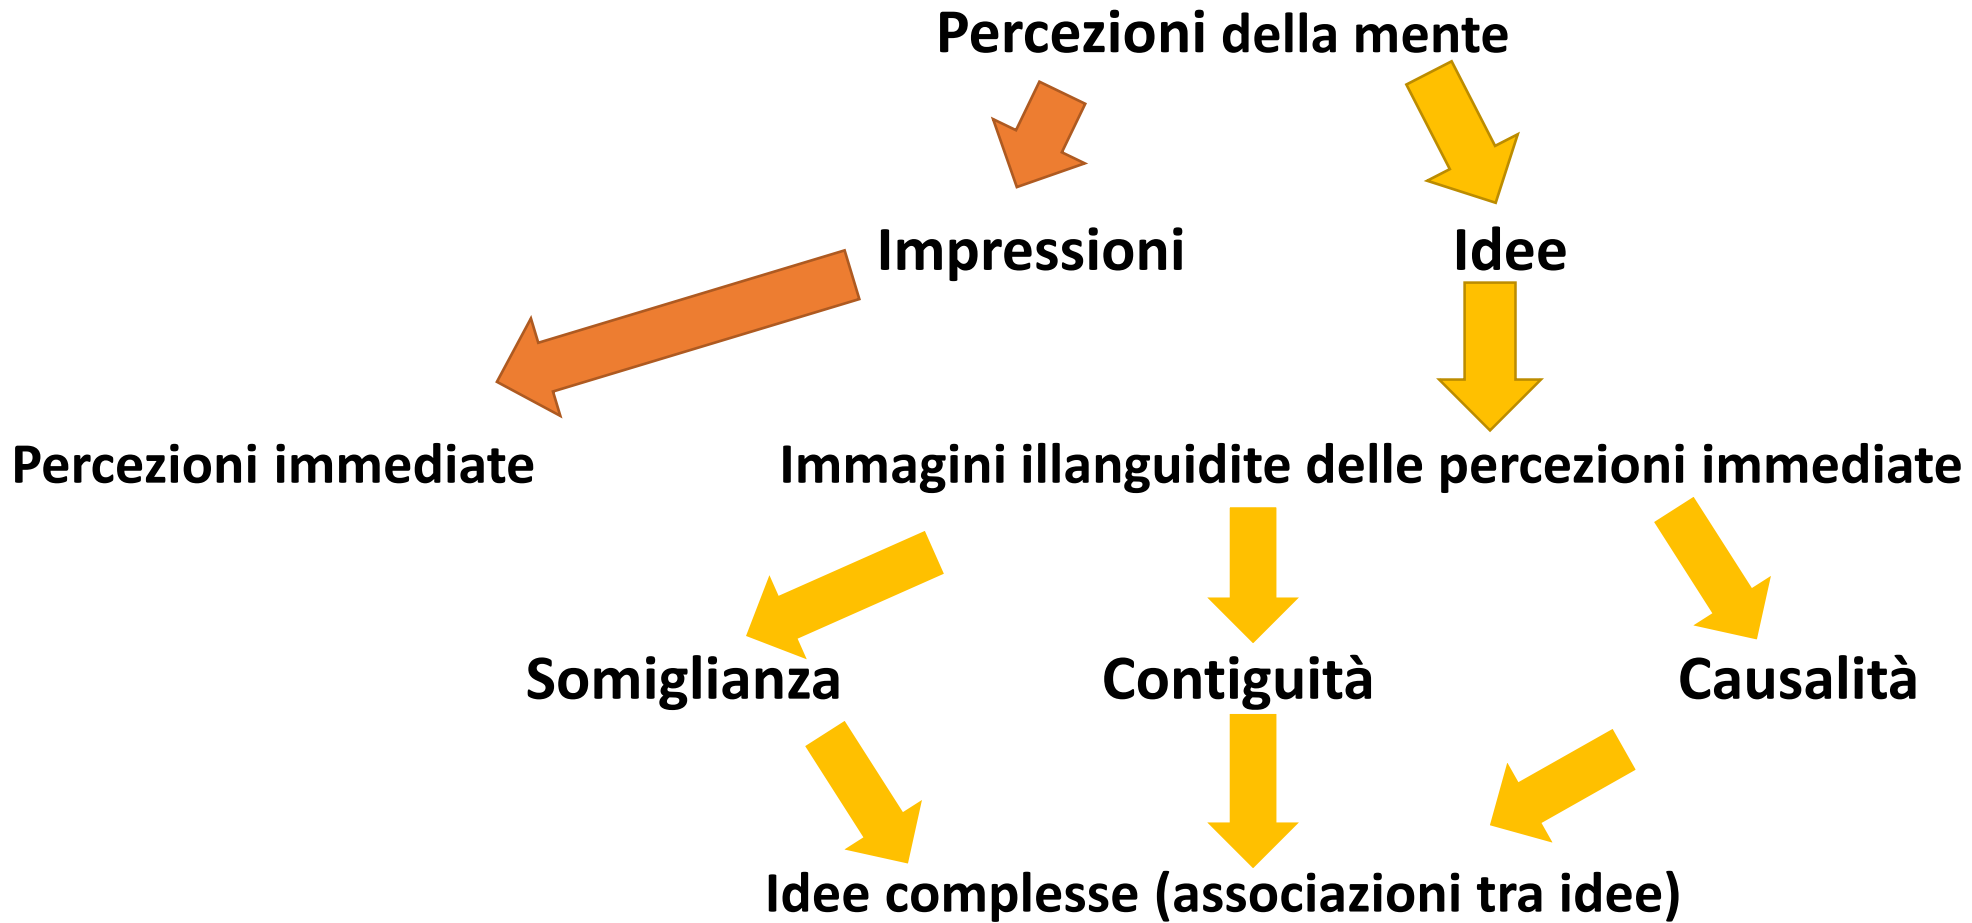 Percezioni della mente
Impressioni
Idee
Percezioni immediate
Immagini illanguidite delle percezioni immediate
Somiglianza
Contiguità
Causalità
Idee complesse (associazioni tra idee)